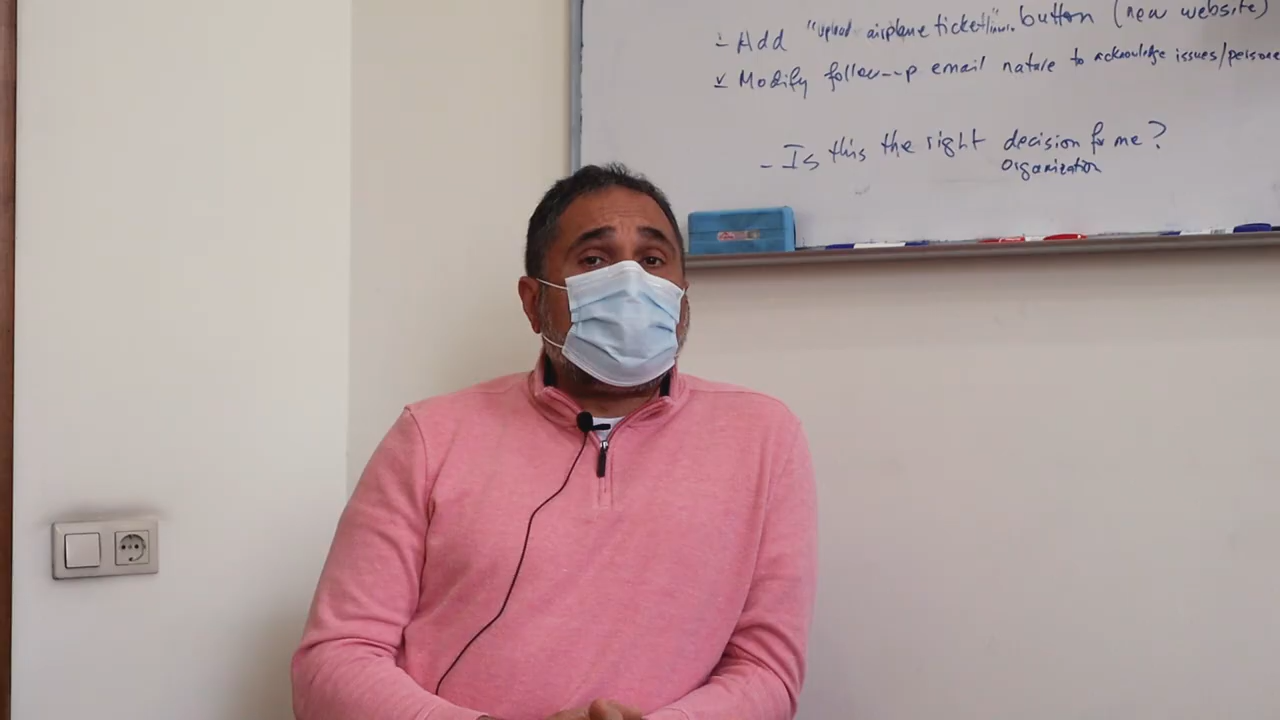 - Add "upload airplane ticket" button (new website)
Modify follow-up email nature to acknowledge issues/persona
- Is this the right decision for me?
organization